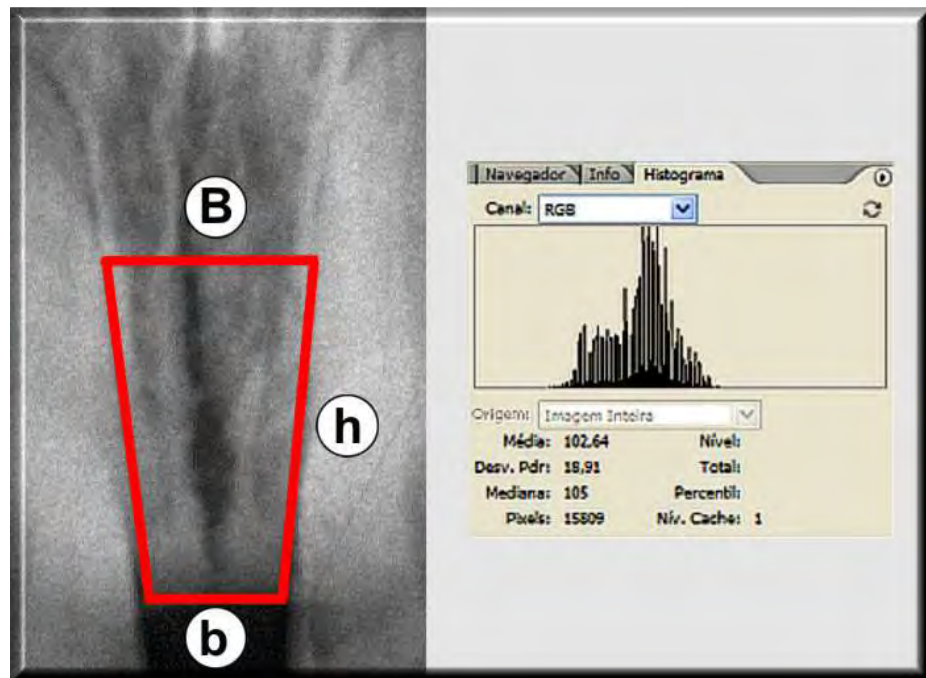 B
h
b
Navegador Info Histograma
Canal: RGB
Origem: Imagem Inteira
Média: 102,64 Nível:
Desv. Pdr: 18,91 Total:
Mediana: 105 Percentil:
Pixels: 15809 Nív. Cache: 1